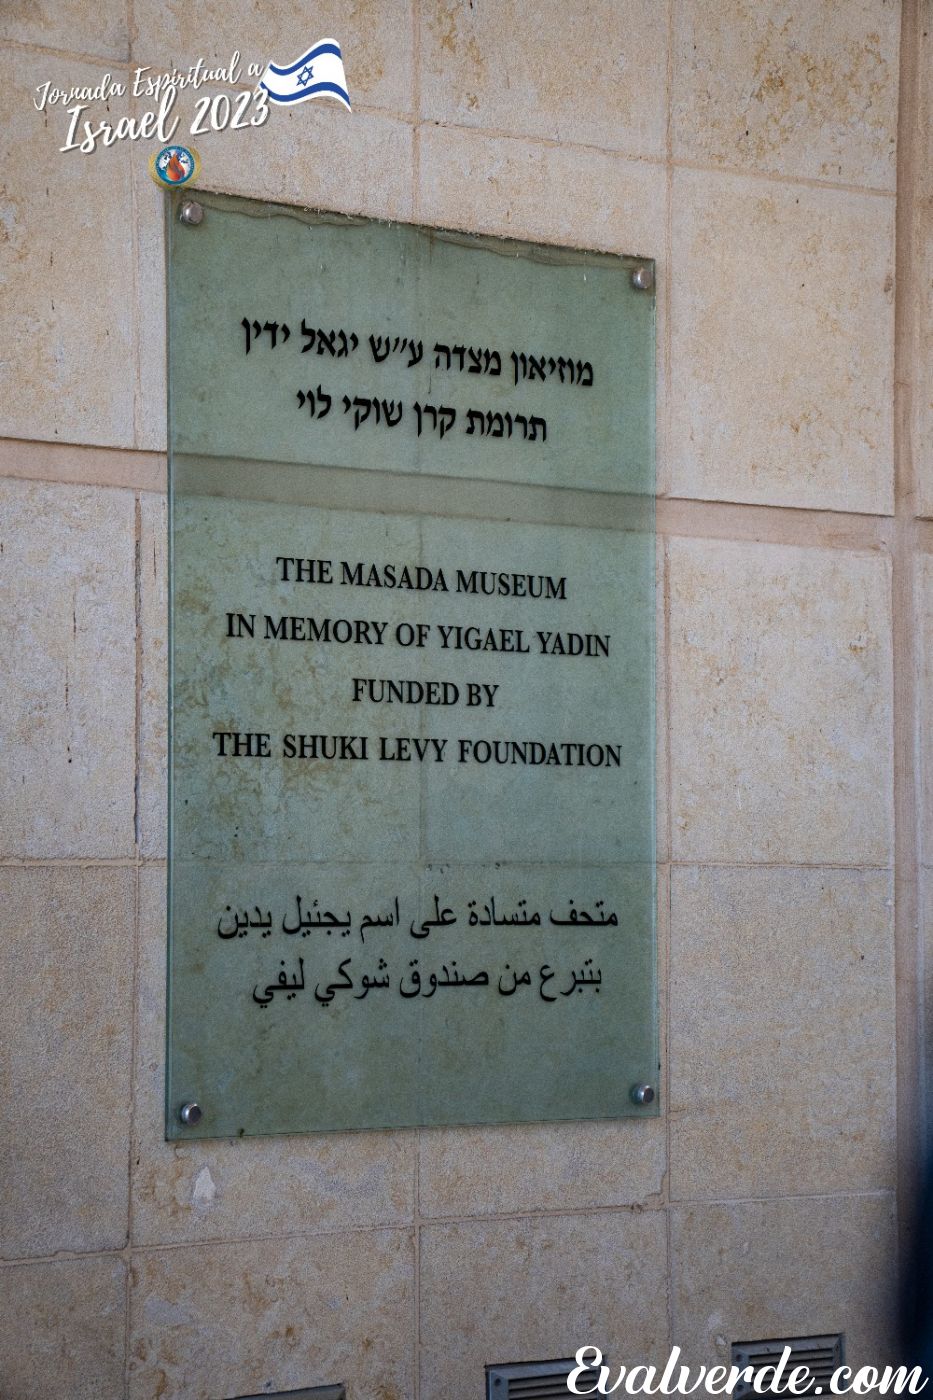 Jornada Espiritual a
Israel 2023
מוזיאון מצדה ע״ש יגאל ידין
תרומת קרן שוקי לוי
THE MASADA MUSEUM
IN MEMORY OF YIGAEL YADIN
FUNDED BY
THE SHUKI LEVY FOUNDATION
متحف متسادة على اسم يجئيل يدين
بتبرع من صندوق شوكي ليفي
Evalverde.com